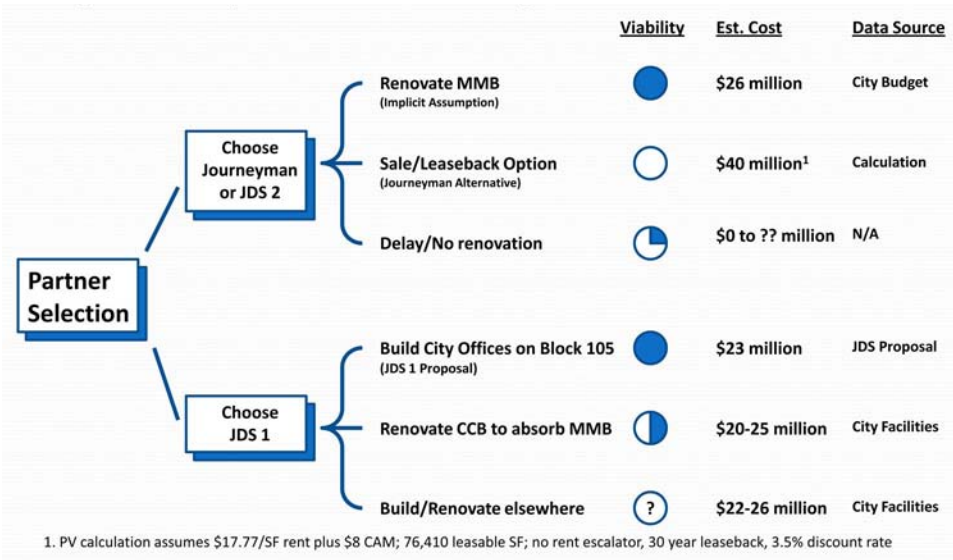 Viability Est. Cost Data Source
Renovate MMB $26 million City Budget
(Implicit Assumption)
Choose
Journeyman
or JDS 2
Sale/Leaseback Option $40 million¹ Calculation
(Journeyman Alternative)
Delay/No renovation $0 to ?? million N/A
Partner
Selection
Build City Offices on Block 105 $23 million JDS Proposal
(JDS 1 Proposal)
Choose
JDS 1
Renovate CCB to absorb MMB $20-25 million City Facilities
Build/Renovate elsewhere ? $22-26 million City Facilities
1. PV calculation assumes $17.77/SF rent plus $8 CAM; 76,410 leasable SF; no rent escalator, 30 year leaseback, 3.5% discount rate